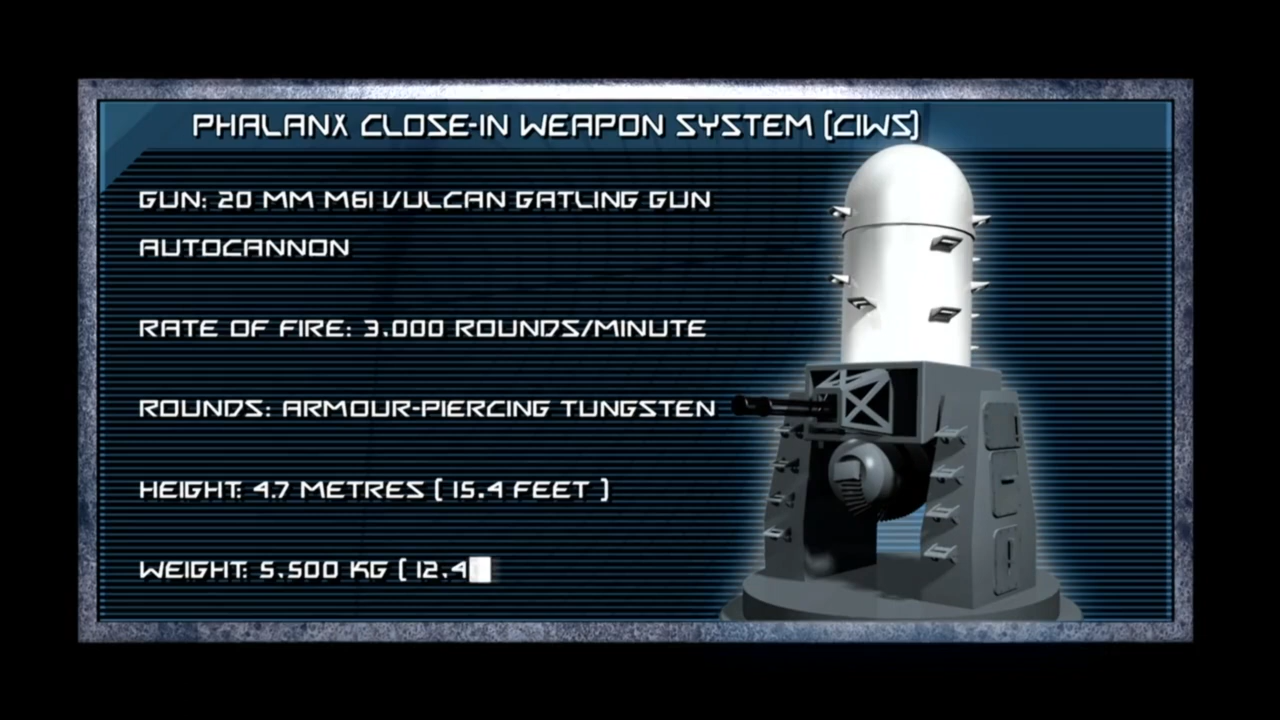 PHALANX CLOSE-IN WEAPON SYSTEM (CIWS)
GUN: 20 MM M61 VULCAN GATLING GUN
AUTOCANNON
RATE OF FIRE: 3.000 ROUNDS/MINUTE
ROUNDS: ARMOUR-PIERCING TUNGSTEN
HEIGHT: 4.7 METRES ( 15.4 FEET )
WEIGHT: 5.500 KG ( 12.4